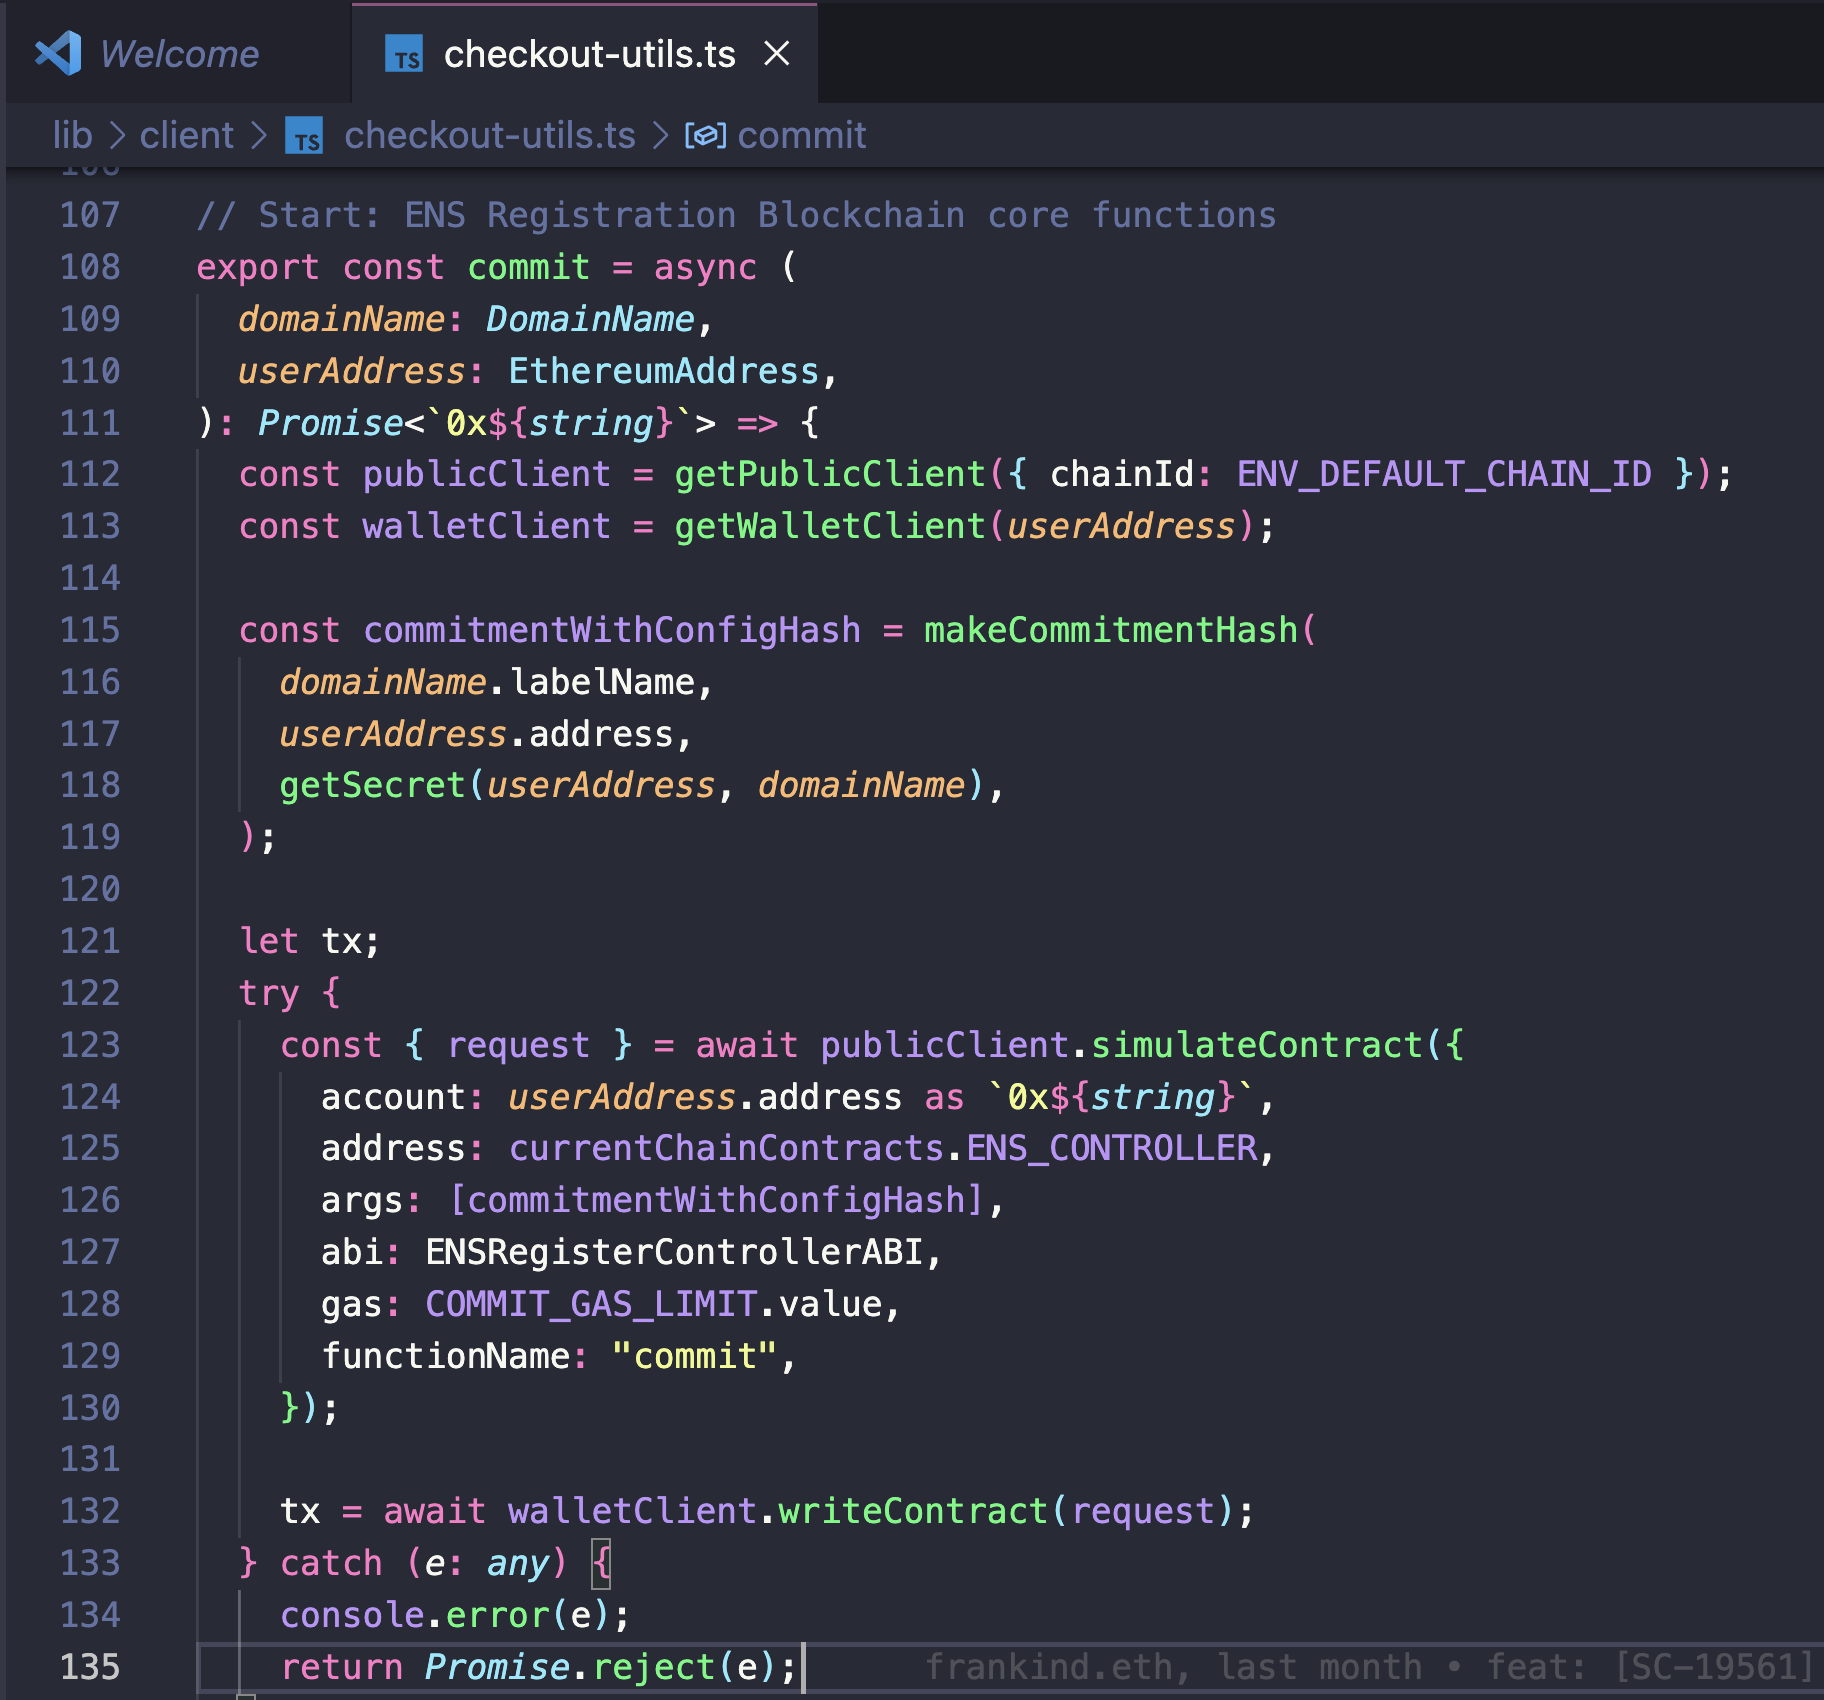 Welcome
TS checkout-utils.ts ×
lib > client > TS checkout-utils.ts > commit
106
107 // Start: ENS Registration Blockchain core functions
108 export const commit = async (
109   domainName: DomainName,
110   userAddress: EthereumAddress,
111 ): Promise<`0x${string}`> => {
112   const publicClient = getPublicClient({ chainId: ENV_DEFAULT_CHAIN_ID });
113   const walletClient = getWalletClient(userAddress);
114
115   const commitmentWithConfigHash = makeCommitmentHash(
116     domainName.labelName,
117     userAddress.address,
118     getSecret(userAddress, domainName),
119   );
120
121   let tx;
122   try {
123     const { request } = await publicClient.simulateContract({
124       account: userAddress.address as `0x${string}`,
125       address: currentChainContracts.ENS_CONTROLLER,
126       args: [commitmentWithConfigHash],
127       abi: ENSRegisterControllerABI,
128       gas: COMMIT_GAS_LIMIT.value,
129       functionName: "commit",
130     });
131
132     tx = await walletClient.writeContract(request);
133   } catch (e: any) {
134     console.error(e);
135     return Promise.reject(e); frankind.eth, last month • feat: [SC-19561]